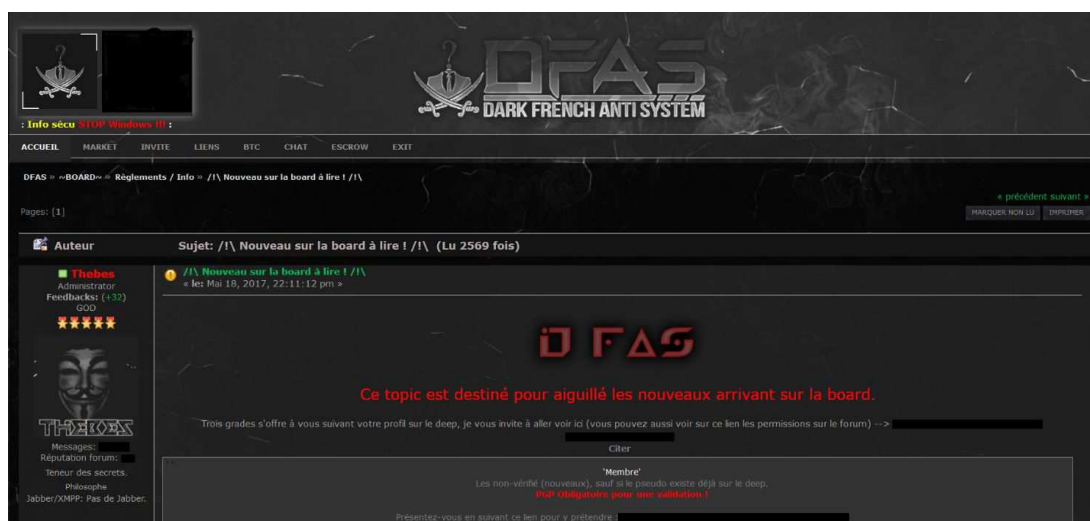 DFAS
DARK FRENCH ANTI SYSTEM
: Info sécu STOP Windows !!! :
ACCUEIL MARKET INVITE LIENS BTC CHAT ESCROW EXIT
DFAS » ~BOARD~ » Règlements / Info » /!\ Nouveau sur la board à lire ! /!\
« précédent suivant »
Pages: [1]
MARQUER NON LU IMPRIMER
Auteur Sujet: /!\ Nouveau sur la board à lire ! /!\ (Lu 2569 fois)
Thebes
Administrator
Feedbacks: (+32)
GOD
THEBES
Messages:
Réputation forum:
Teneur des secrets.
Philosophe
Jabber/XMPP: Pas de Jabber.
/!\ Nouveau sur la board à lire ! /!\
« le: Mai 18, 2017, 22:11:12 pm »
DFAS
Ce topic est destiné pour aiguillé les nouveaux arrivant sur la board.
Trois grades s'offre à vous suivant votre profil sur le deep, je vous invite à aller voir ici (vous pouvez aussi voir sur ce lien les permissions sur le forum) -->
Citer
'Membre'
Les non-vérifié (nouveaux), sauf si le pseudo existe déjà sur le deep.
PGP Obligatoire pour une validation !
Présentez-vous en suivant ce lien pour y prétendre :